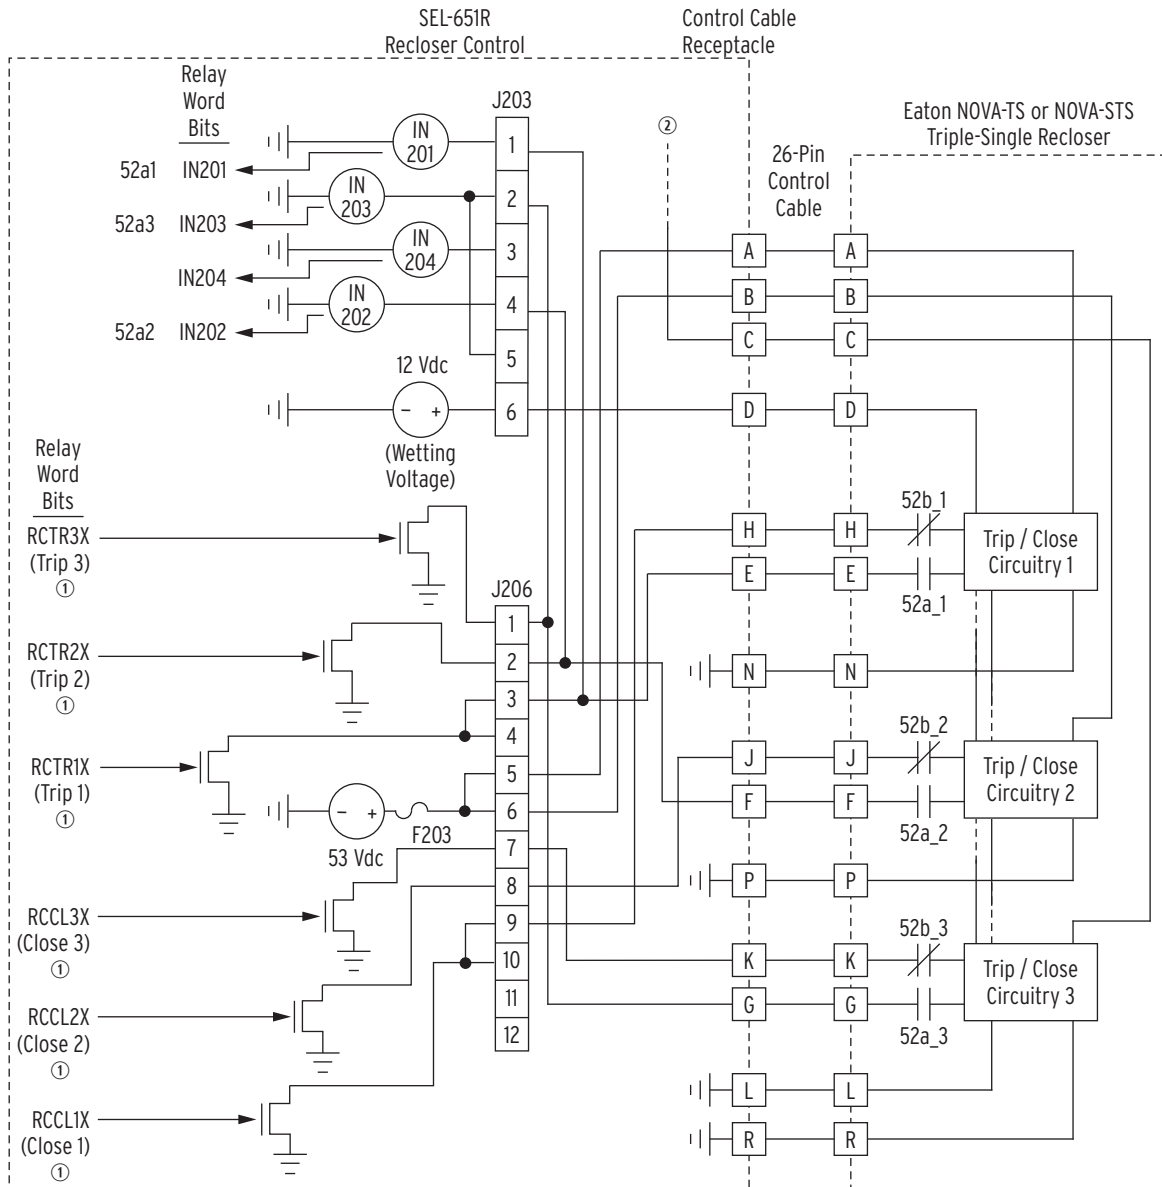 SEL-651R
Recloser Control
Control Cable
Receptacle
Relay
Word
Bits
J203
②
Eaton NOVA-TS or NOVA-STS
Triple-Single Recloser
26-Pin
Control
Cable
IN
201
1
52a1 IN201
IN
203
2
52a3 IN203
IN
204
3
IN204
IN
202
4
52a2 IN202
5
12 Vdc
- +
6
(Wetting
Voltage)
A A
B B
C C
D D
Relay
Word
Bits
RCTR3X
(Trip 3)
①
J206
1
RCTR2X
(Trip 2)
①
2
3
4
RCTR1X
(Trip 1)
①
5
- +
F203
53 Vdc
6
7
8
RCCL3X
(Close 3)
①
9
10
11
12
RCCL2X
(Close 2)
①
RCCL1X
(Close 1)
①
H H
52b_1
E E
52a_1
Trip / Close
Circuitry 1
N N
J J
52b_2
F F
52a_2
Trip / Close
Circuitry 2
P P
K K
52b_3
G G
52a_3
Trip / Close
Circuitry 3
L L
R R